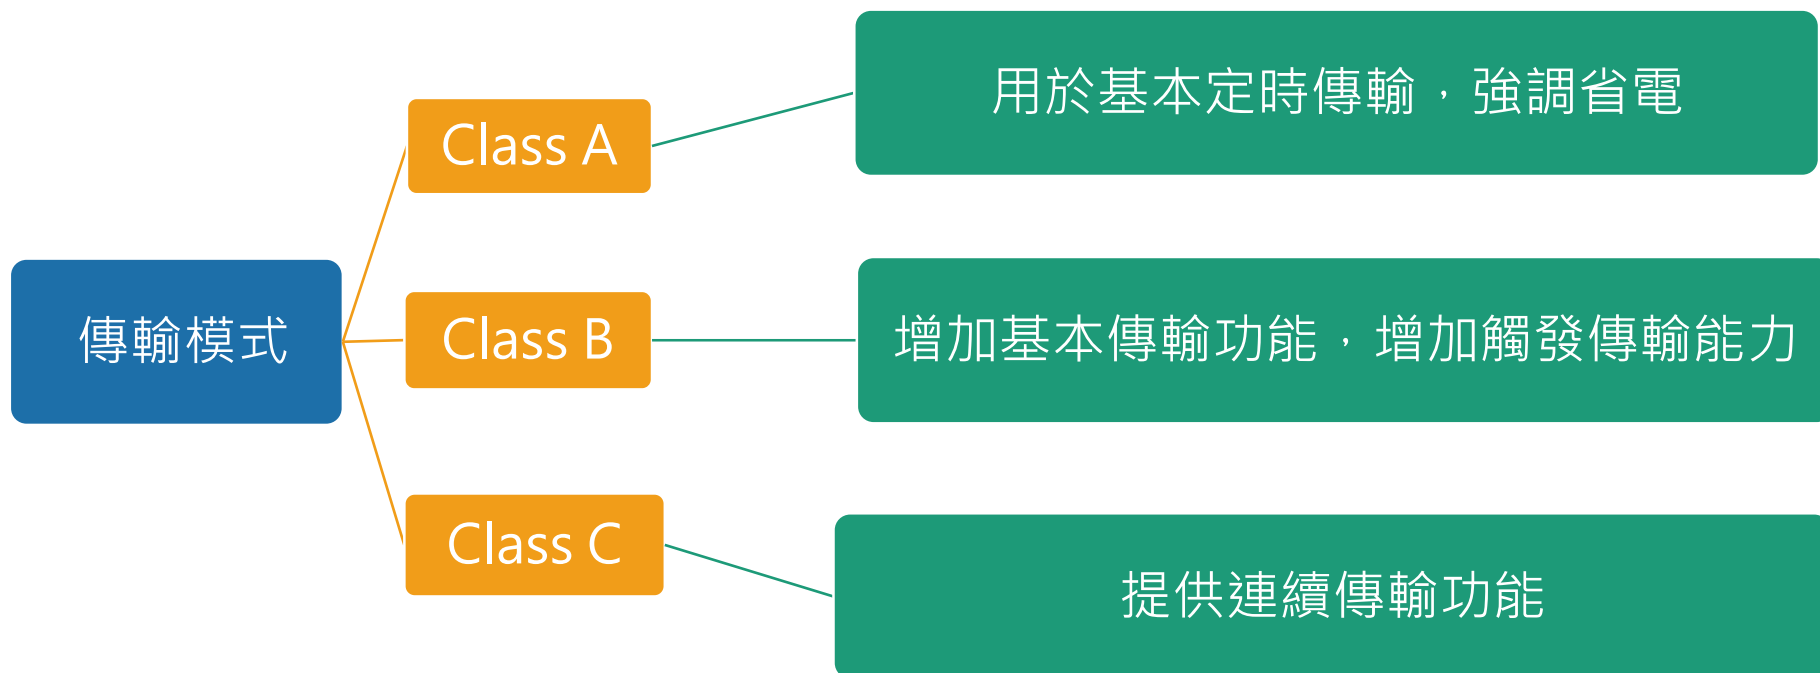 傳輸模式
Class A
用於基本定時傳輸，強調省電
Class B
增加基本傳輸功能，增加觸發傳輸能力
Class C
提供連續傳輸功能